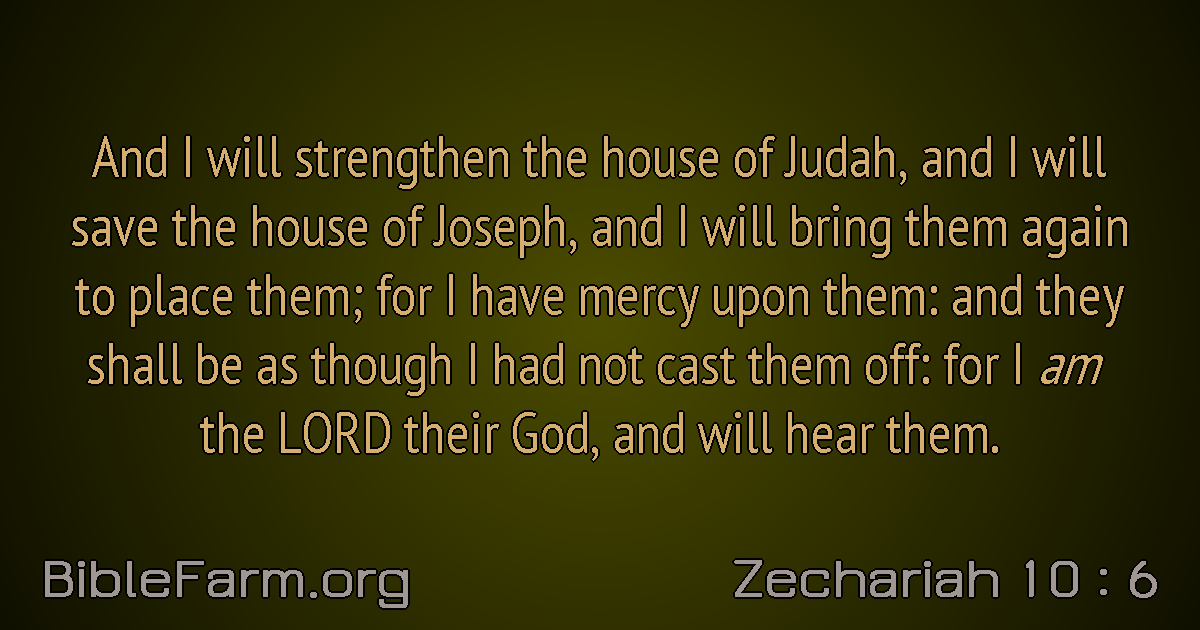 And I will strengthen the house of Judah, and I will
save the house of Joseph, and I will bring them again
to place them; for I have mercy upon them: and they
shall be as though I had not cast them off: for I am
the LORD their God, and will hear them.
BibleFarm.org
Zechariah 10 : 6